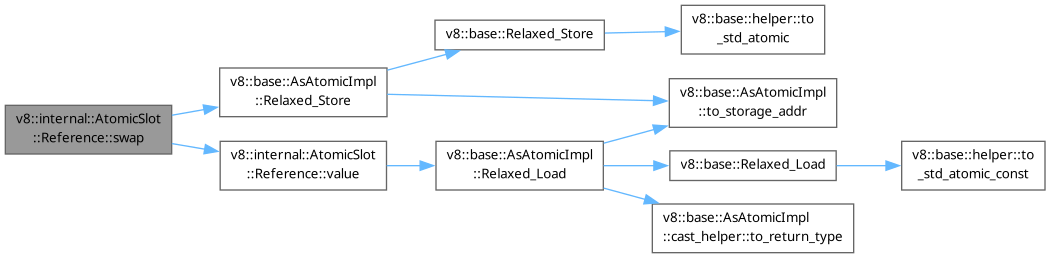 v8::internal::AtomicSlot
::Reference::swap
v8::base::AsAtomicImpl
::Relaxed_Store
v8::base::Relaxed_Store
v8::base::helper::to
_std_atomic
v8::base::AsAtomicImpl
::to_storage_addr
v8::internal::AtomicSlot
::Reference::value
v8::base::AsAtomicImpl
::Relaxed_Load
v8::base::Relaxed_Load
v8::base::helper::to
_std_atomic_const
v8::base::AsAtomicImpl
::cast_helper::to_return_type